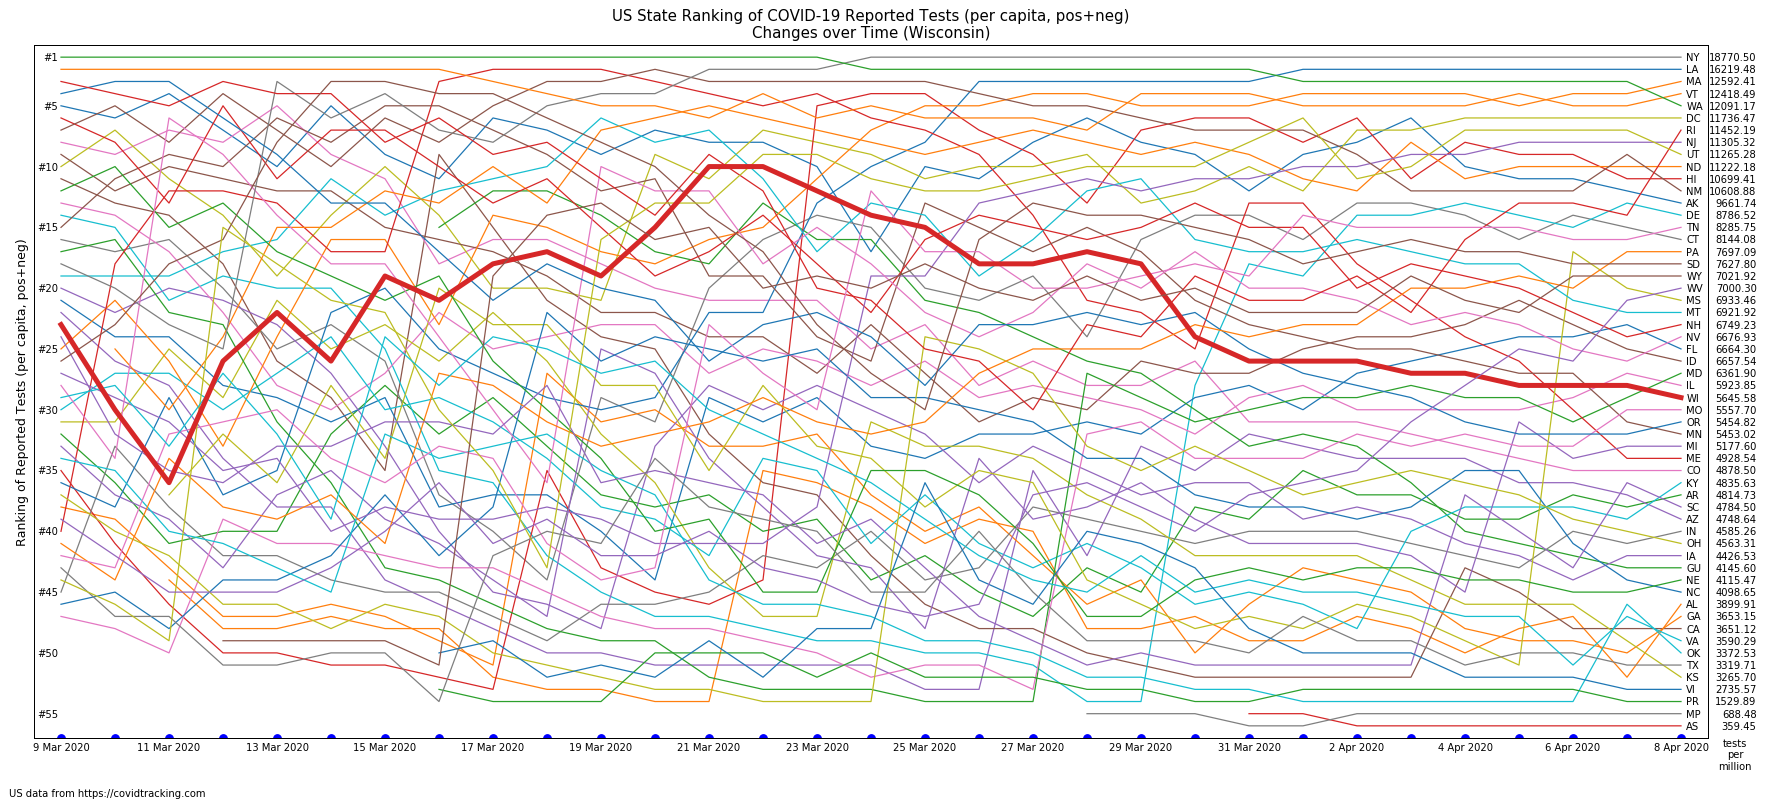 US State Ranking of COVID-19 Reported Tests (per capita, pos+neg)
Changes over Time (Wisconsin)
Ranking of Reported Tests (per capita, pos+neg)
#1
#5
#10
#15
#20
#25
#30
#35
#40
#45
#50
#55
NY 18770.50
LA 16219.48
MA 12592.41
VT 12418.49
WA 12091.17
DC 11736.47
RI 11452.19
NJ 11305.32
UT 11265.28
ND 11222.18
HI 10699.41
NM 10608.88
AK 9661.74
DE 8786.52
TN 8285.75
CT 8144.08
PA 7697.09
SD 7627.80
WY 7021.92
WV 7000.30
MS 6933.46
MT 6921.92
NH 6749.23
NV 6676.93
FL 6664.30
ID 6657.54
MD 6361.90
IL 5923.85
WI 5645.58
MO 5557.70
OR 5454.82
MN 5453.02
MI 5177.60
ME 4928.54
CO 4878.50
KY 4835.63
AR 4814.73
SC 4784.50
AZ 4748.64
IN 4585.26
OH 4563.31
IA 4426.53
GU 4145.60
NE 4115.47
NC 4098.65
AL 3899.91
GA 3653.15
CA 3651.12
VA 3590.29
OK 3372.53
TX 3319.71
KS 3265.70
VI 2735.57
PR 1529.89
MP 688.48
AS 359.45
9 Mar 2020
11 Mar 2020
13 Mar 2020
15 Mar 2020
17 Mar 2020
19 Mar 2020
21 Mar 2020
23 Mar 2020
25 Mar 2020
27 Mar 2020
29 Mar 2020
31 Mar 2020
2 Apr 2020
4 Apr 2020
6 Apr 2020
8 Apr 2020
tests
per
million
US data from https://covidtracking.com